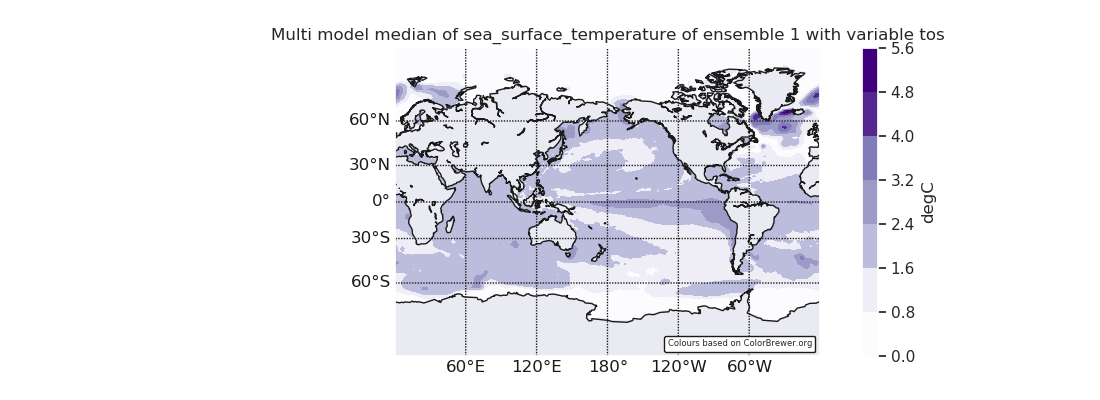 Multi model median of sea_surface_temperature of ensemble 1 with variable tos
60°N
30°N
0°
30°S
60°S
60°E 120°E 180° 120°W 60°W
Colours based on ColorBrewer.org
5.6
4.8
4.0
3.2
2.4
1.6
0.8
0.0
degC